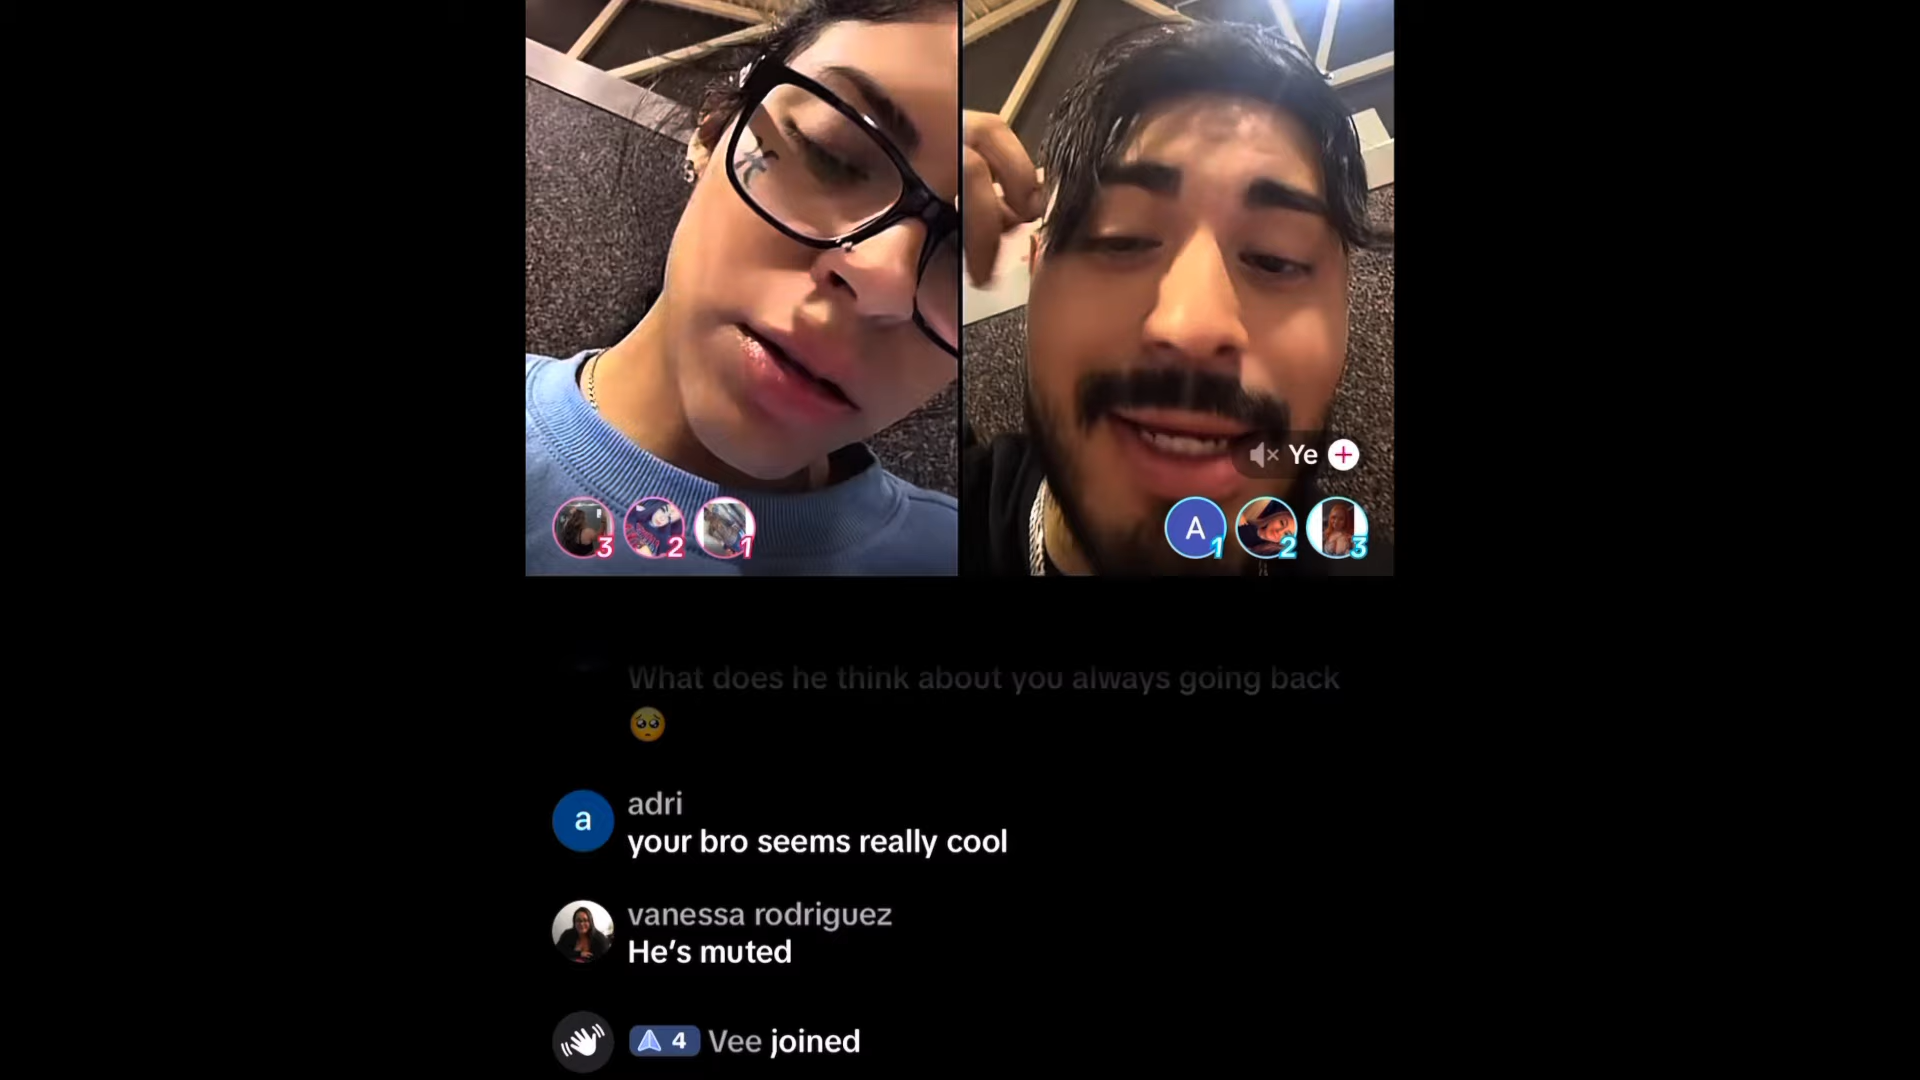 Ye
3
2
1
A
1
2
3
What does he think about you always going back
🥺
a
adri
your bro seems really cool
vanessa rodriguez
He's muted
4 Vee joined